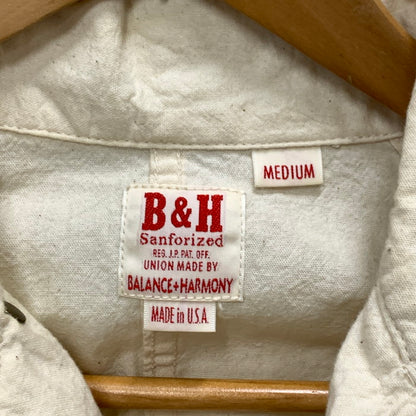 MEDIUM
B&H
Sanforized
REG. J.P. PAT. OFF.
UNION MADE BY
BALANCE+HARMONY
MADE in U.S.A.